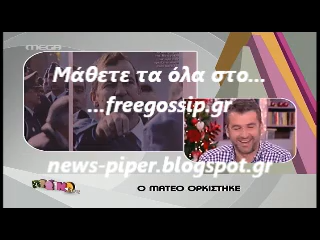 MEGA
Μάθετε τα όλα στο...
...freegossip.gr
news-piper.blogspot.gr
Ο ΜΑΤΕΟ ΟΡΚΙΣΤΗΚΕ